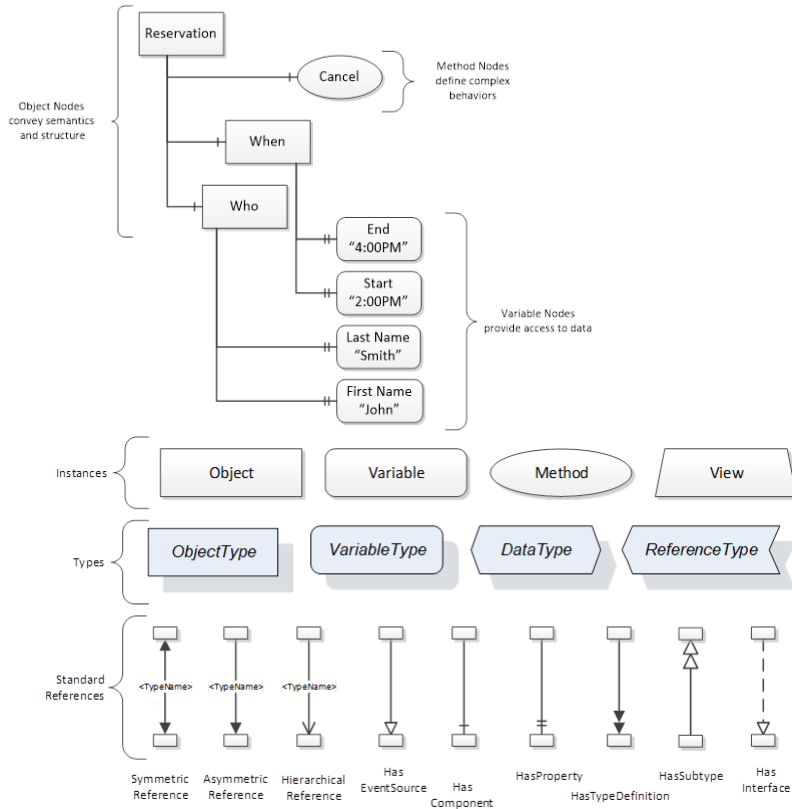 Reservation
Cancel
Method Nodes
define complex
behaviors
Object Nodes
convey semantics
and structure
When
Who
End
“4:00PM”
Start
“2:00PM”
Variable Nodes
provide access to data
Last Name
“Smith”
First Name
“John”
Instances
Object
Variable
Method
View
Types
ObjectType
VariableType
DataType
ReferenceType
Standard
References
<TypeName>
<TypeName>
<TypeName>
Symmetric
Reference
Asymmetric
Reference
Hierarchical
Reference
Has
EventSource
Has
Component
HasProperty
HasTypeDefinition
HasSubtype
Has
Interface